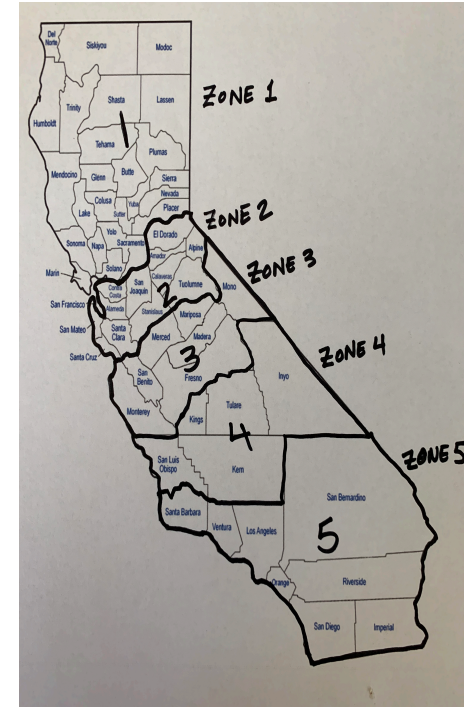 Del
Norte
Siskiyou
Modoc
Humboldt
Trinity
Shasta
Lassen
ZONE 1
1
Tehama
Plumas
Mendocino
Glenn
Butte
Sierra
Nevada
Colusa
Yuba
Placer
Lake
Sutter
ZONE 2
Yolo
El Dorado
Sonoma
Napa
Sacramento
Alpine
Amador
Solano
ZONE 3
Marin
Calaveras
Contra
Costa
San
Joaquin
2
Tuolumne
Mono
San Francisco
Alameda
Stanislaus
Mariposa
San Mateo
Santa
Clara
Merced
Madera
ZONE 4
Santa Cruz
3
San
Benito
Fresno
Inyo
Monterey
Kings
Tulare
4
San Luis
Obispo
Kern
ZONE 5
San Bernardino
Santa Barbara
Ventura
Los Angeles
5
Orange
Riverside
San Diego
Imperial